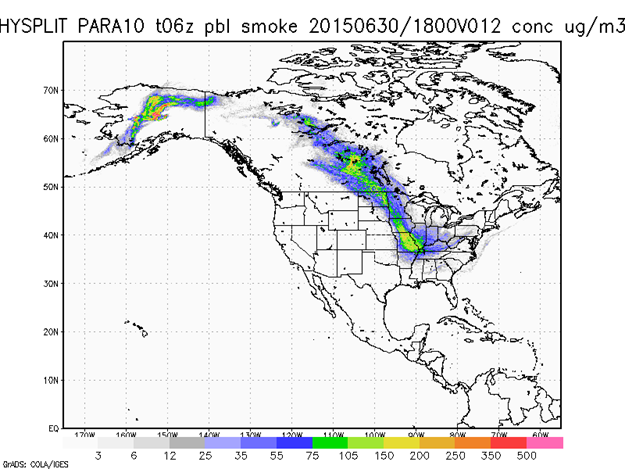 HYSPLIT PARA10 t06z pbl smoke 20150630/1800V012 conc ug/m3
70N
60N
50N
40N
30N
20N
10N
EQ
170W 160W 150W 140W 130W 120W 110W 100W 90W 80W 70W 60W
3 6 12 25 35 55 75 105 150 200 250 350 500
GrADS: COLA/IGES